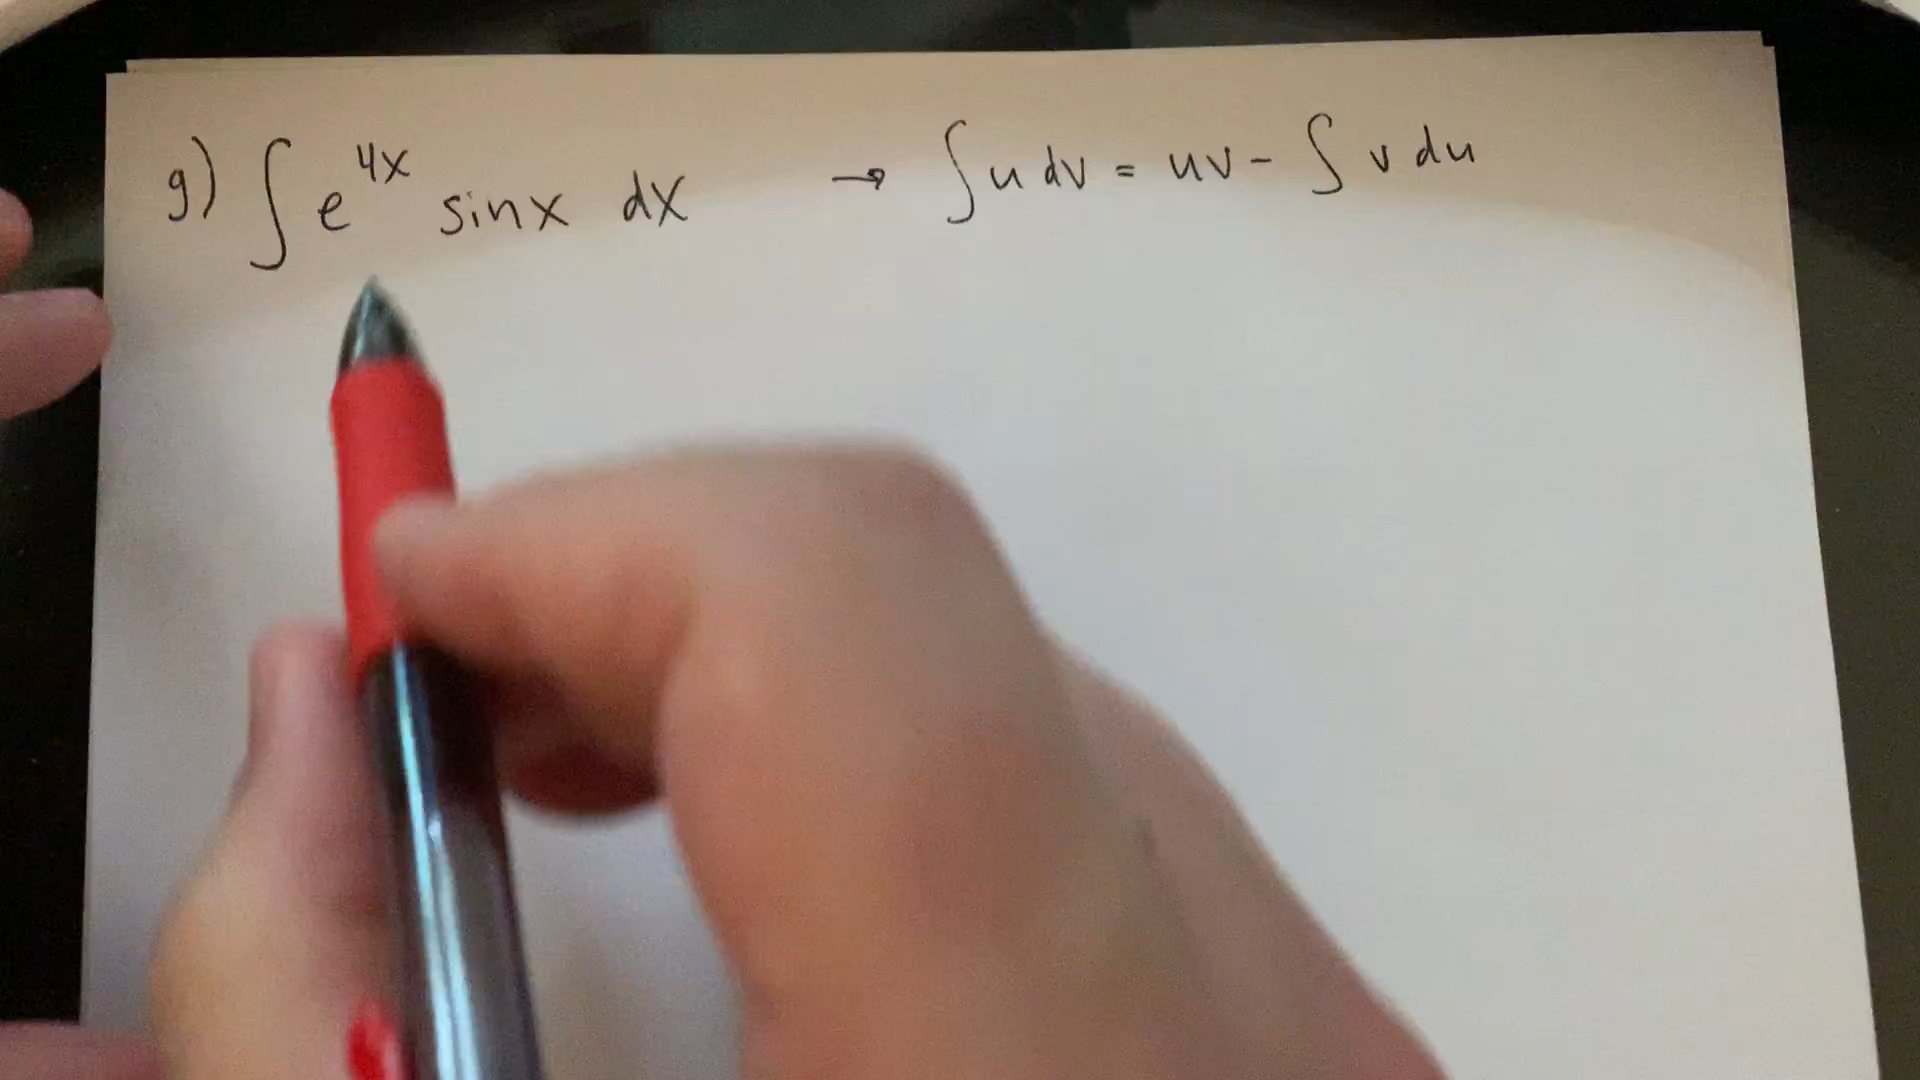 g) ∫ e^{4x} sinx dx → ∫ u dv = uv - ∫ v du